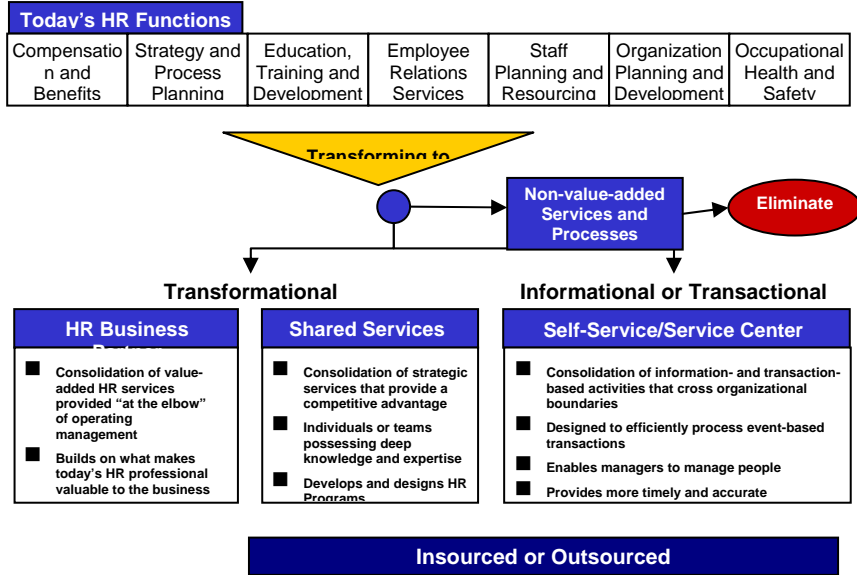 Today's HR Functions
Compensatio
n and
Benefits
Strategy and
Process
Planning
Education,
Training and
Development
Employee
Relations
Services
Staff
Planning and
Resourcing
Organization
Planning and
Development
Occupational
Health and
Safety
Transforming to
Non-value-added
Services and
Processes
Eliminate
Transformational
Informational or Transactional
HR Business
Partner
■ Consolidation of value-
added HR services
provided “at the elbow”
of operating
management
■ Builds on what makes
today's HR professional
valuable to the business
Shared Services
■ Consolidation of strategic
services that provide a
competitive advantage
■ Individuals or teams
possessing deep
knowledge and expertise
■ Develops and designs HR
Programs
Self-Service/Service Center
■ Consolidation of information- and transaction-
based activities that cross organizational
boundaries
■ Designed to efficiently process event-based
transactions
■ Enables managers to manage people
■ Provides more timely and accurate
Insourced or Outsourced